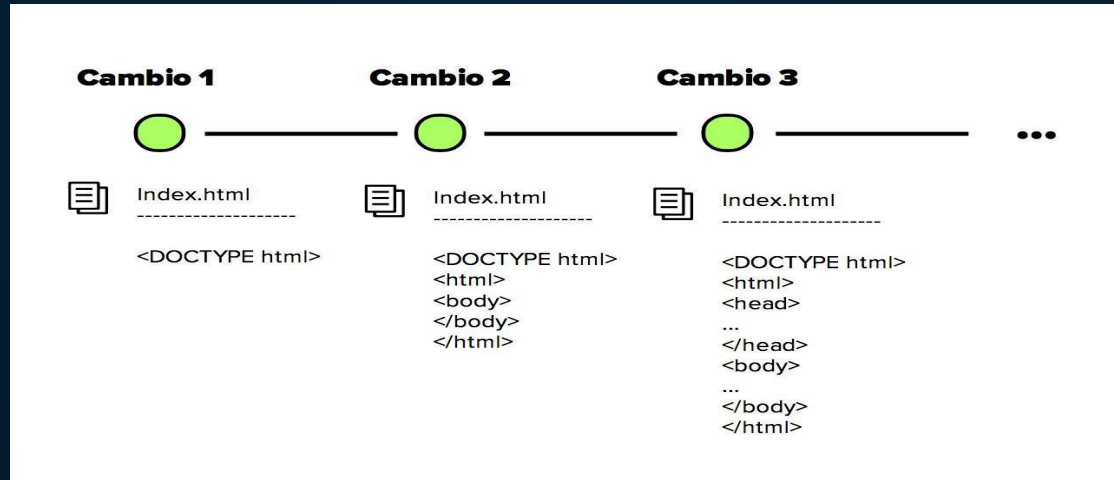 Cambio 1
Index.html
--------------------
<DOCTYPE html>
Cambio 2
Index.html
--------------------
<DOCTYPE html>
<html>
<body>
</body>
</html>
Cambio 3
Index.html
--------------------
<DOCTYPE html>
<html>
<head>
...
</head>
<body>
...
</body>
</html>
...